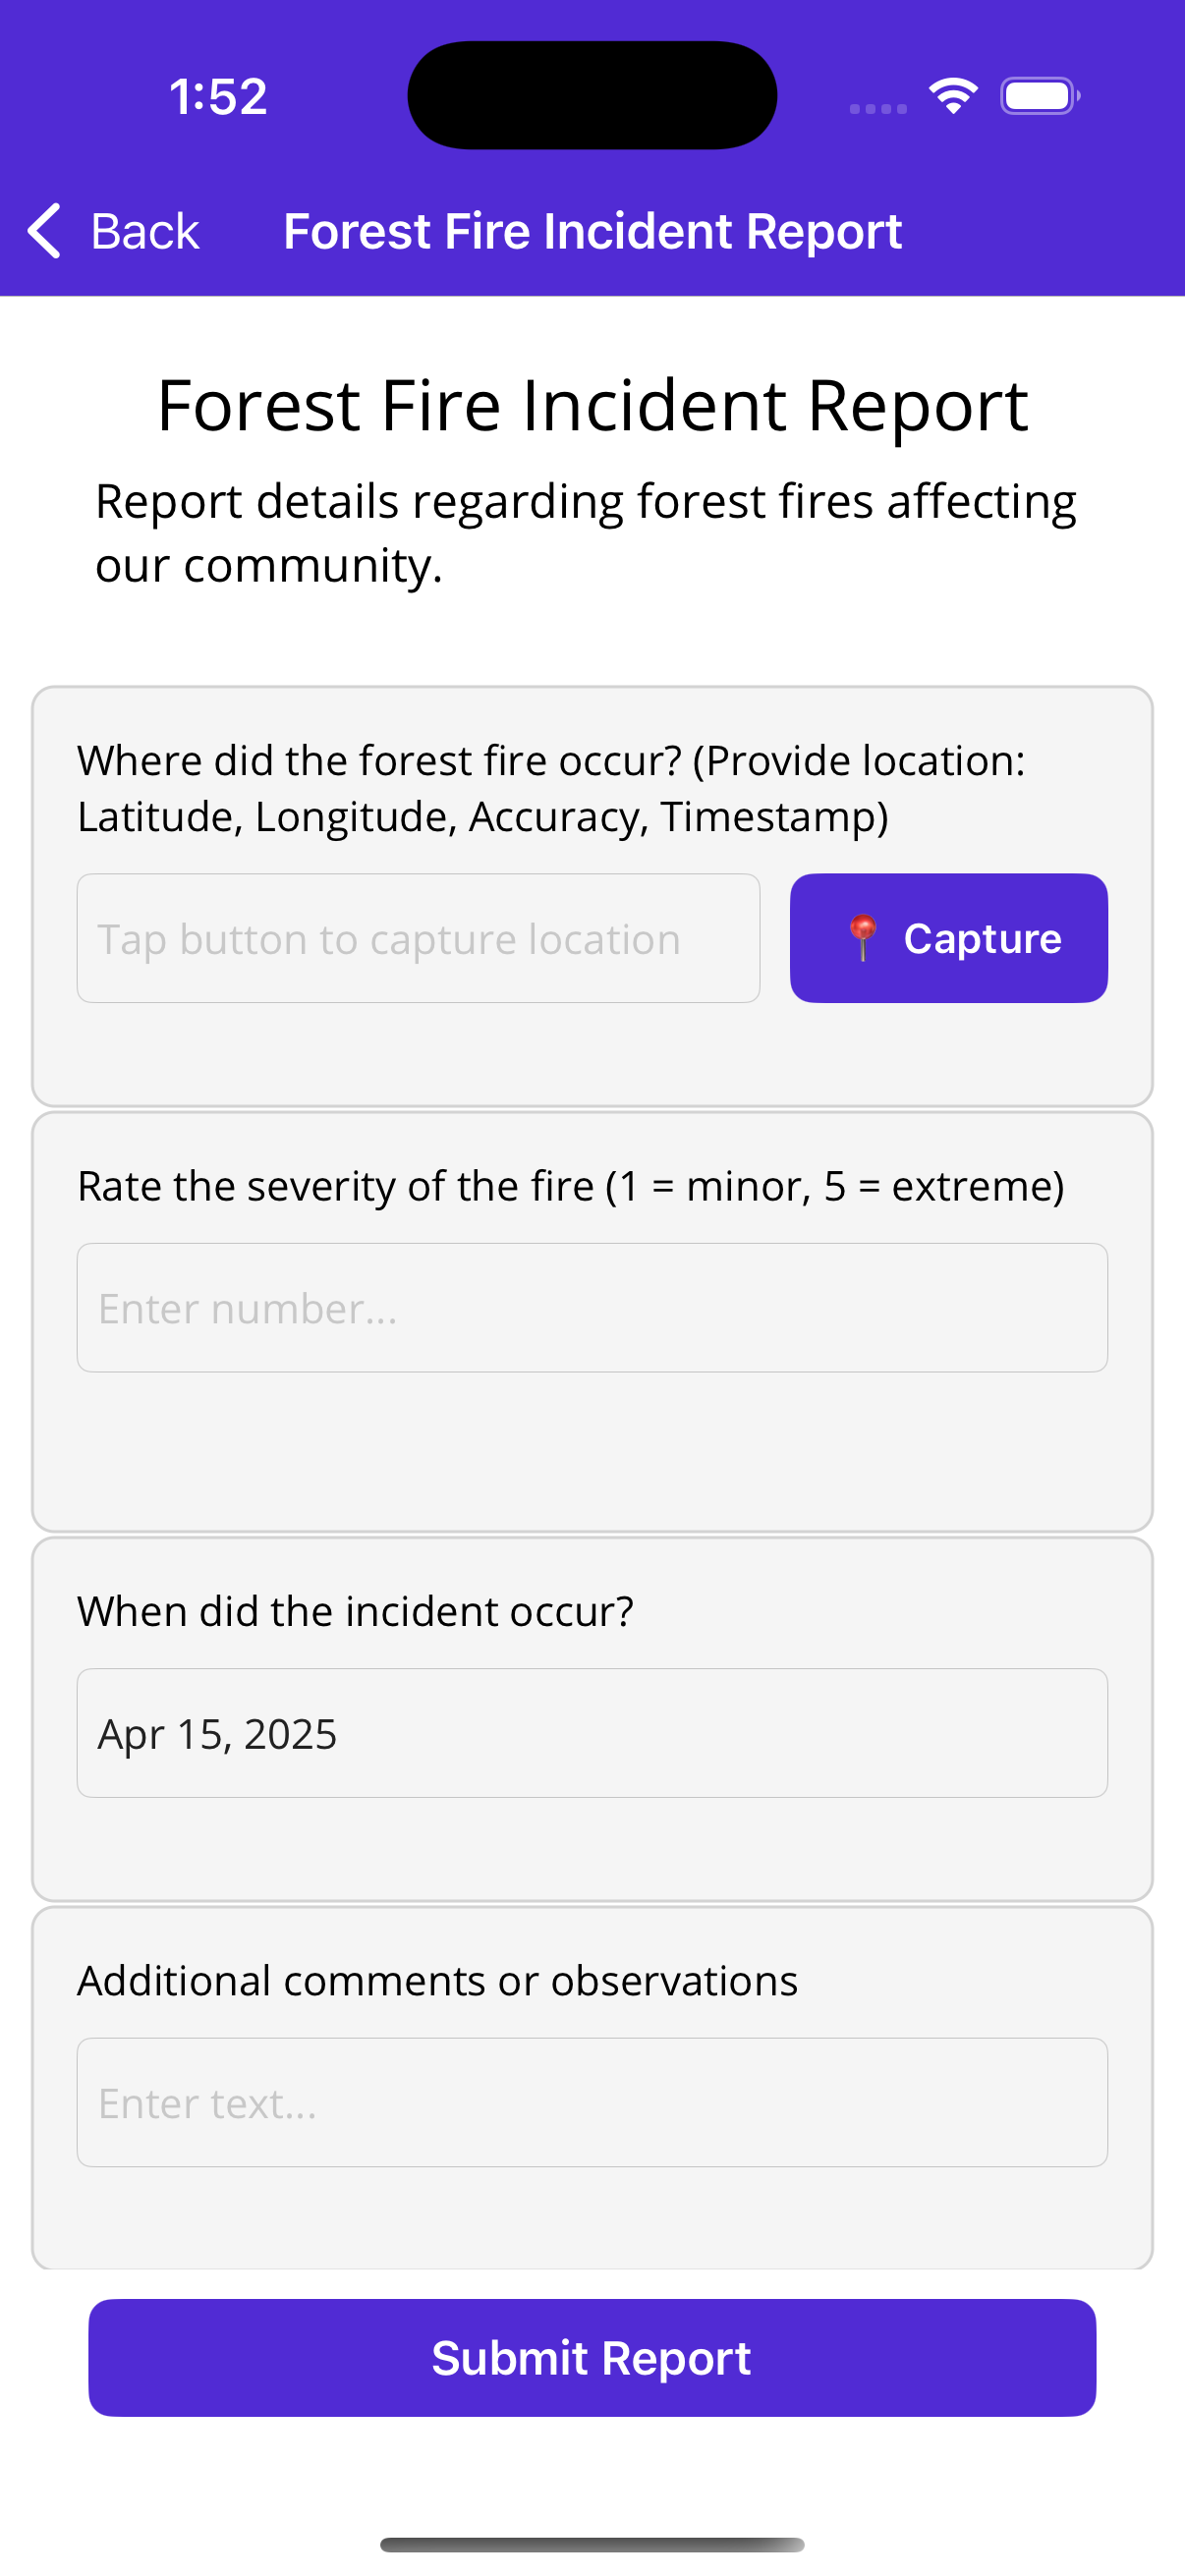 1:52
Back
Forest Fire Incident Report
Forest Fire Incident Report
Report details regarding forest fires affecting
our community.
Where did the forest fire occur? (Provide location:
Latitude, Longitude, Accuracy, Timestamp)
Tap button to capture location
📍 Capture
Rate the severity of the fire (1 = minor, 5 = extreme)
Enter number...
When did the incident occur?
Apr 15, 2025
Additional comments or observations
Enter text...
Submit Report